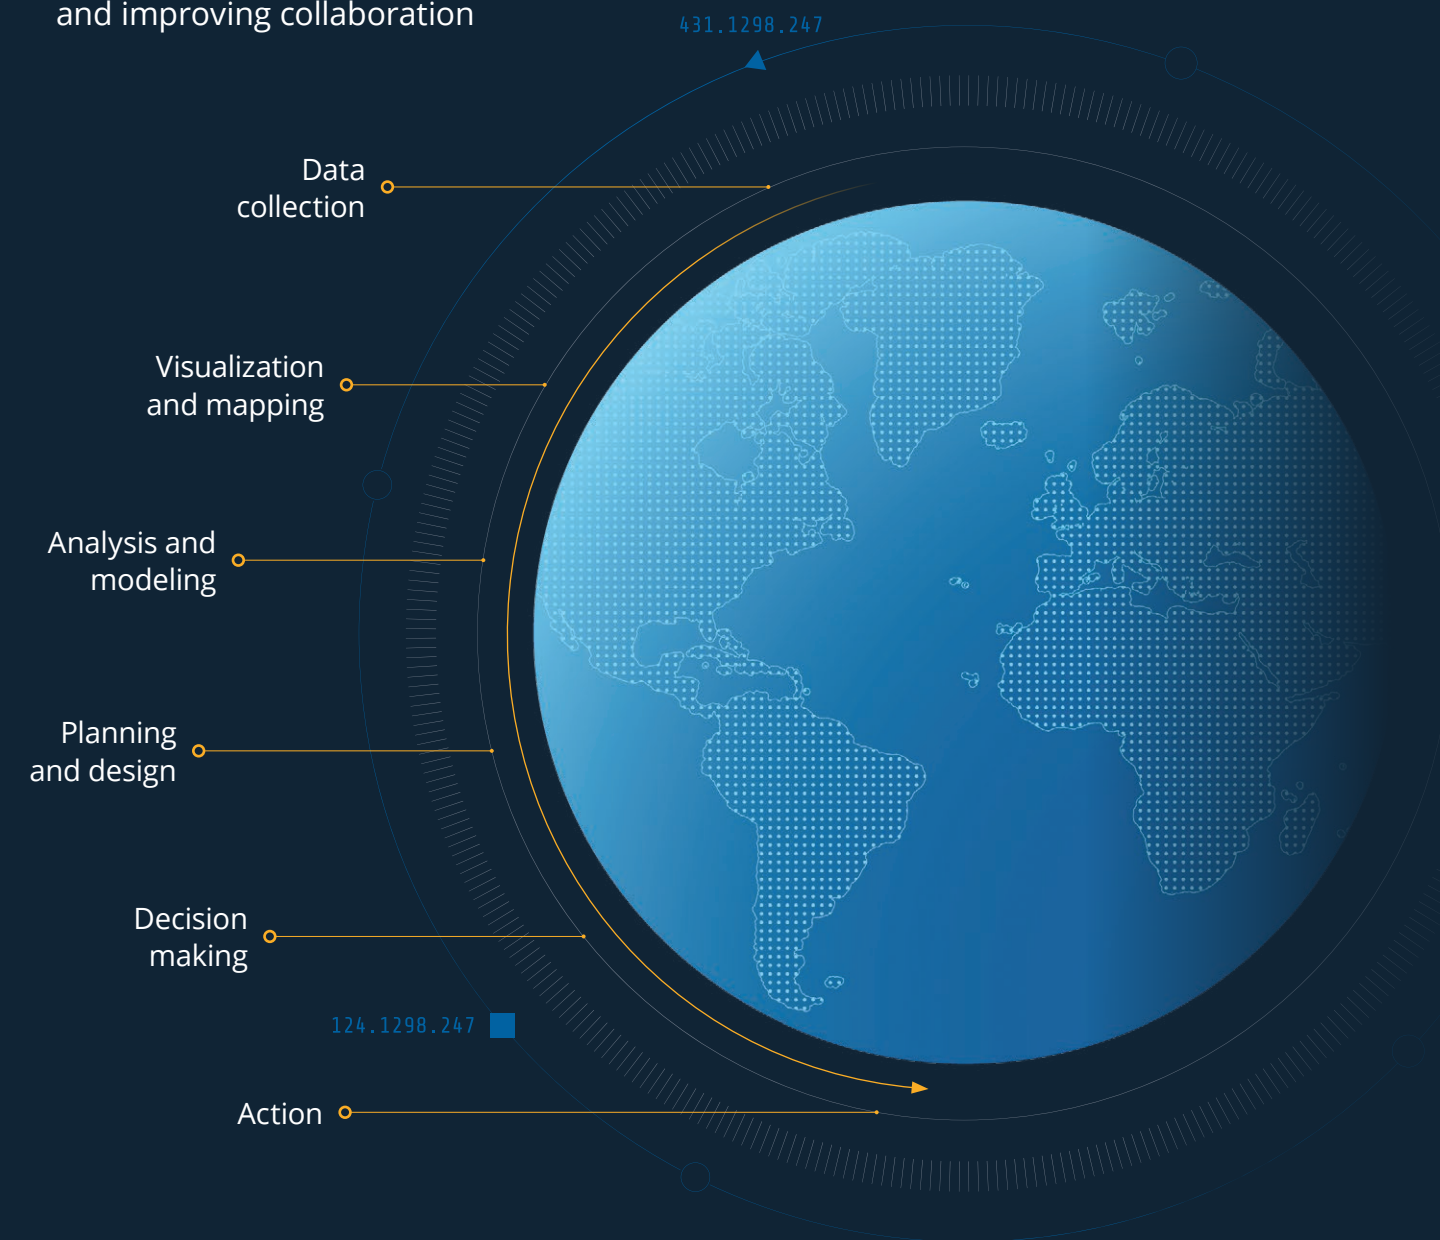 and improving collaboration
431.1298.247
Data
collection
Visualization
and mapping
Analysis and
modeling
Planning
and design
Decision
making
124.1298.247
Action